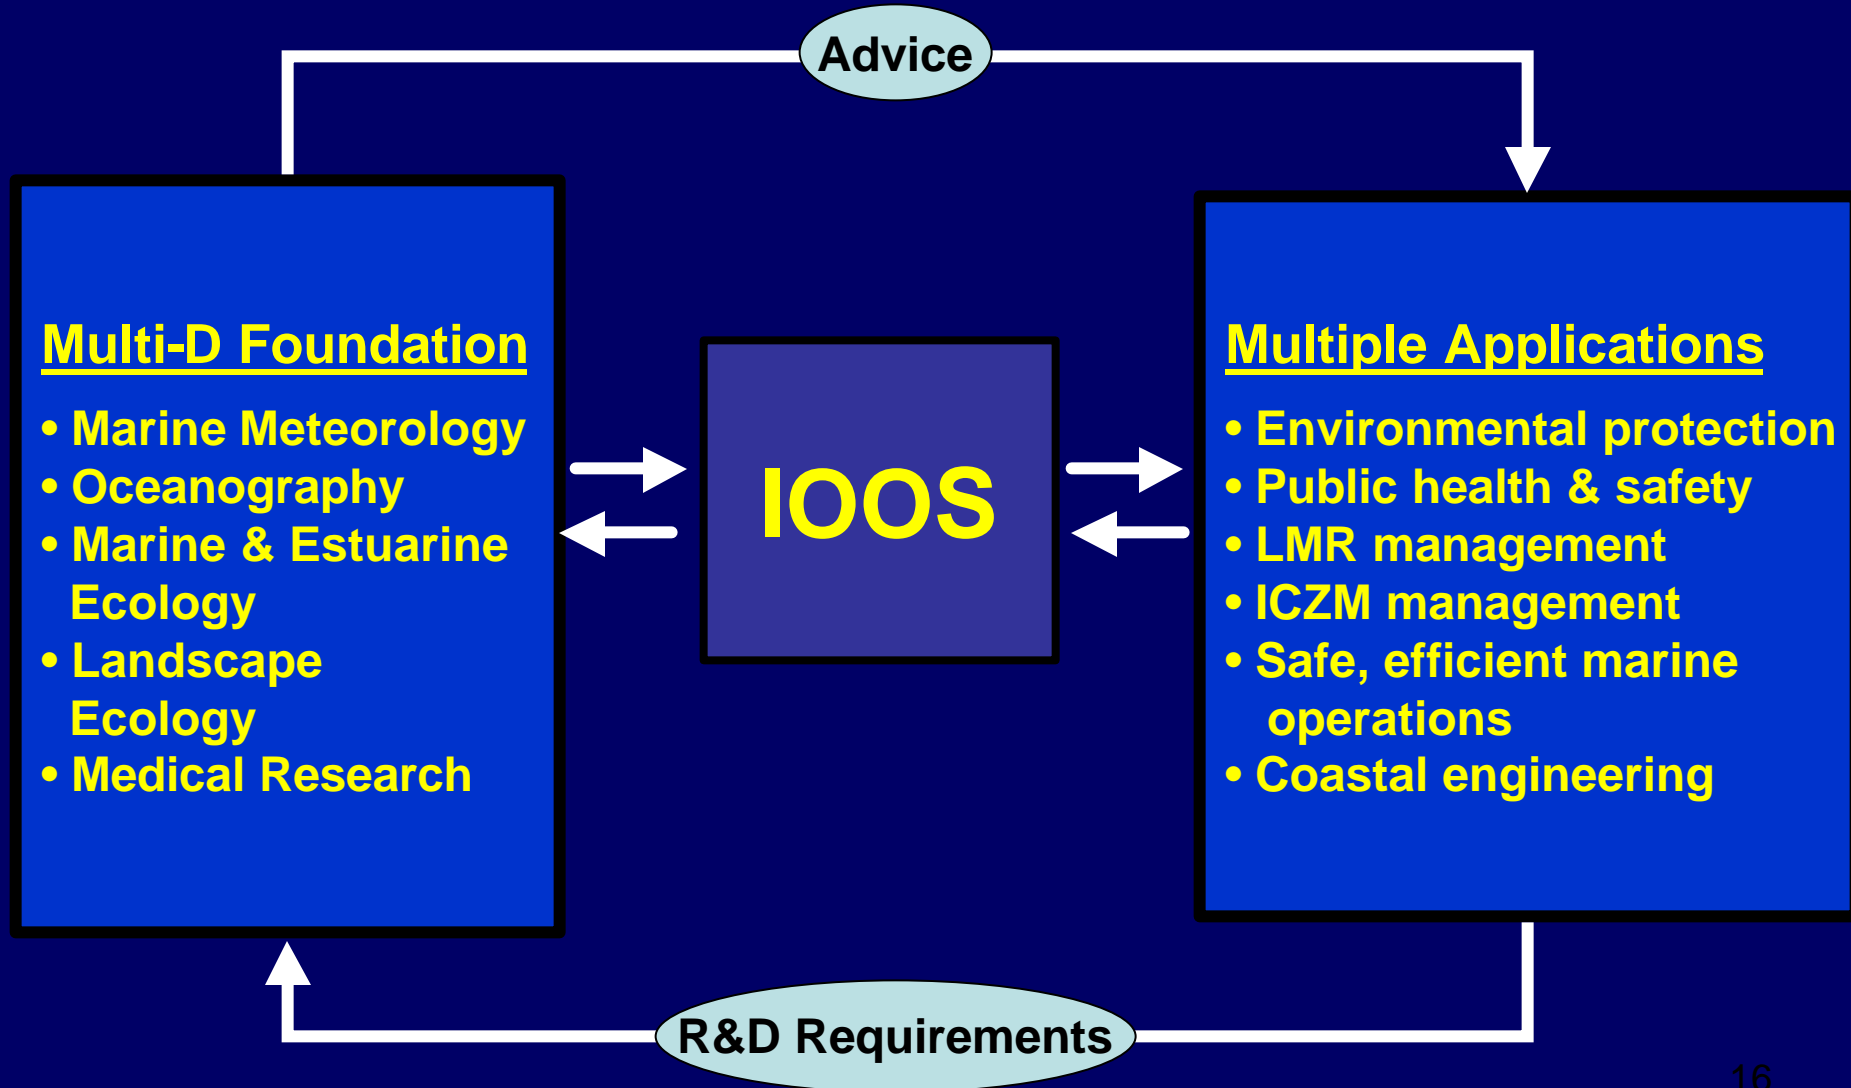 Advice
Multi-D Foundation
• Marine Meteorology
• Oceanography
• Marine & Estuarine
Ecology
• Landscape
Ecology
• Medical Research
IOOS
Multiple Applications
• Environmental protection
• Public health & safety
• LMR management
• ICZM management
• Safe, efficient marine
operations
• Coastal engineering
R&D Requirements
16